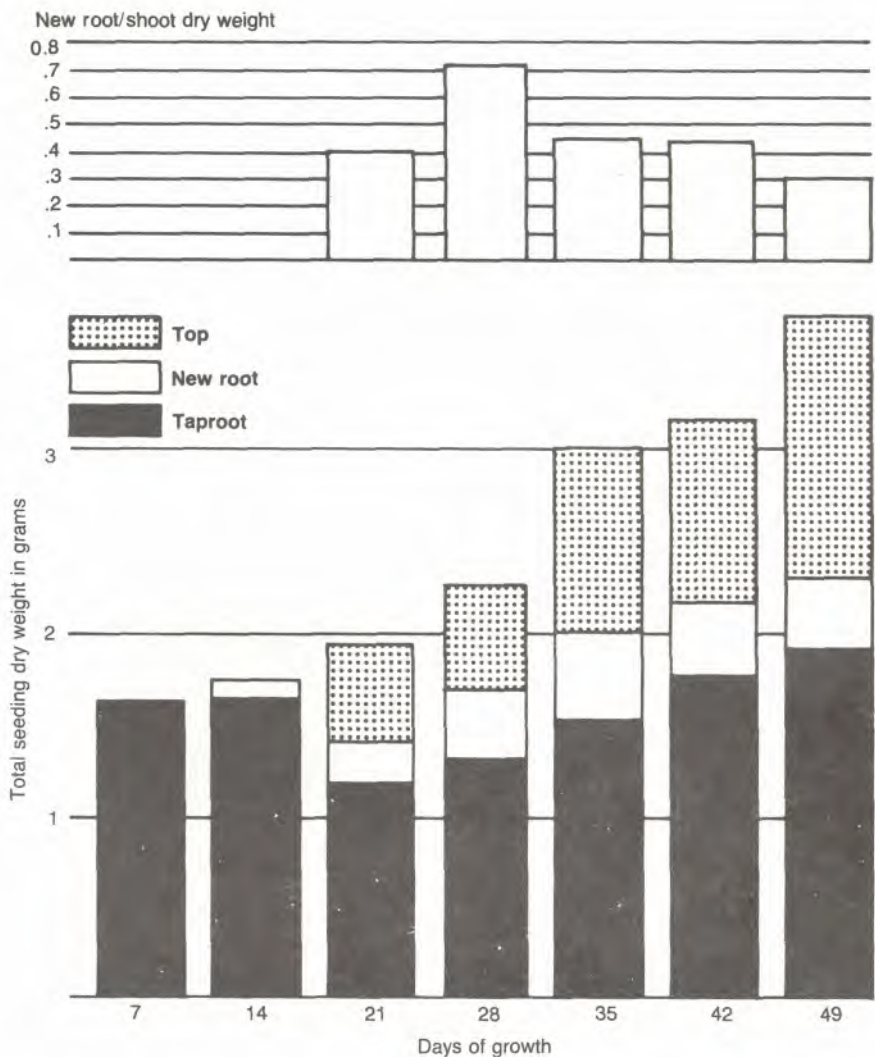 New root/shoot dry weight
0.8
.7
.6
.5
.4
.3
.2
.1
Top
New root
Taproot
3
2
1
Total seeding dry weight in grams
7 14 21 28 35 42 49
Days of growth